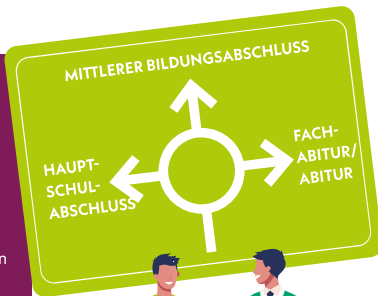 MITTLERER BILDUNGSABSCHLUSS
HAUPT-
SCHUL-
ABSCHLUSS
FACH-
ABITUR/
ABITUR
n